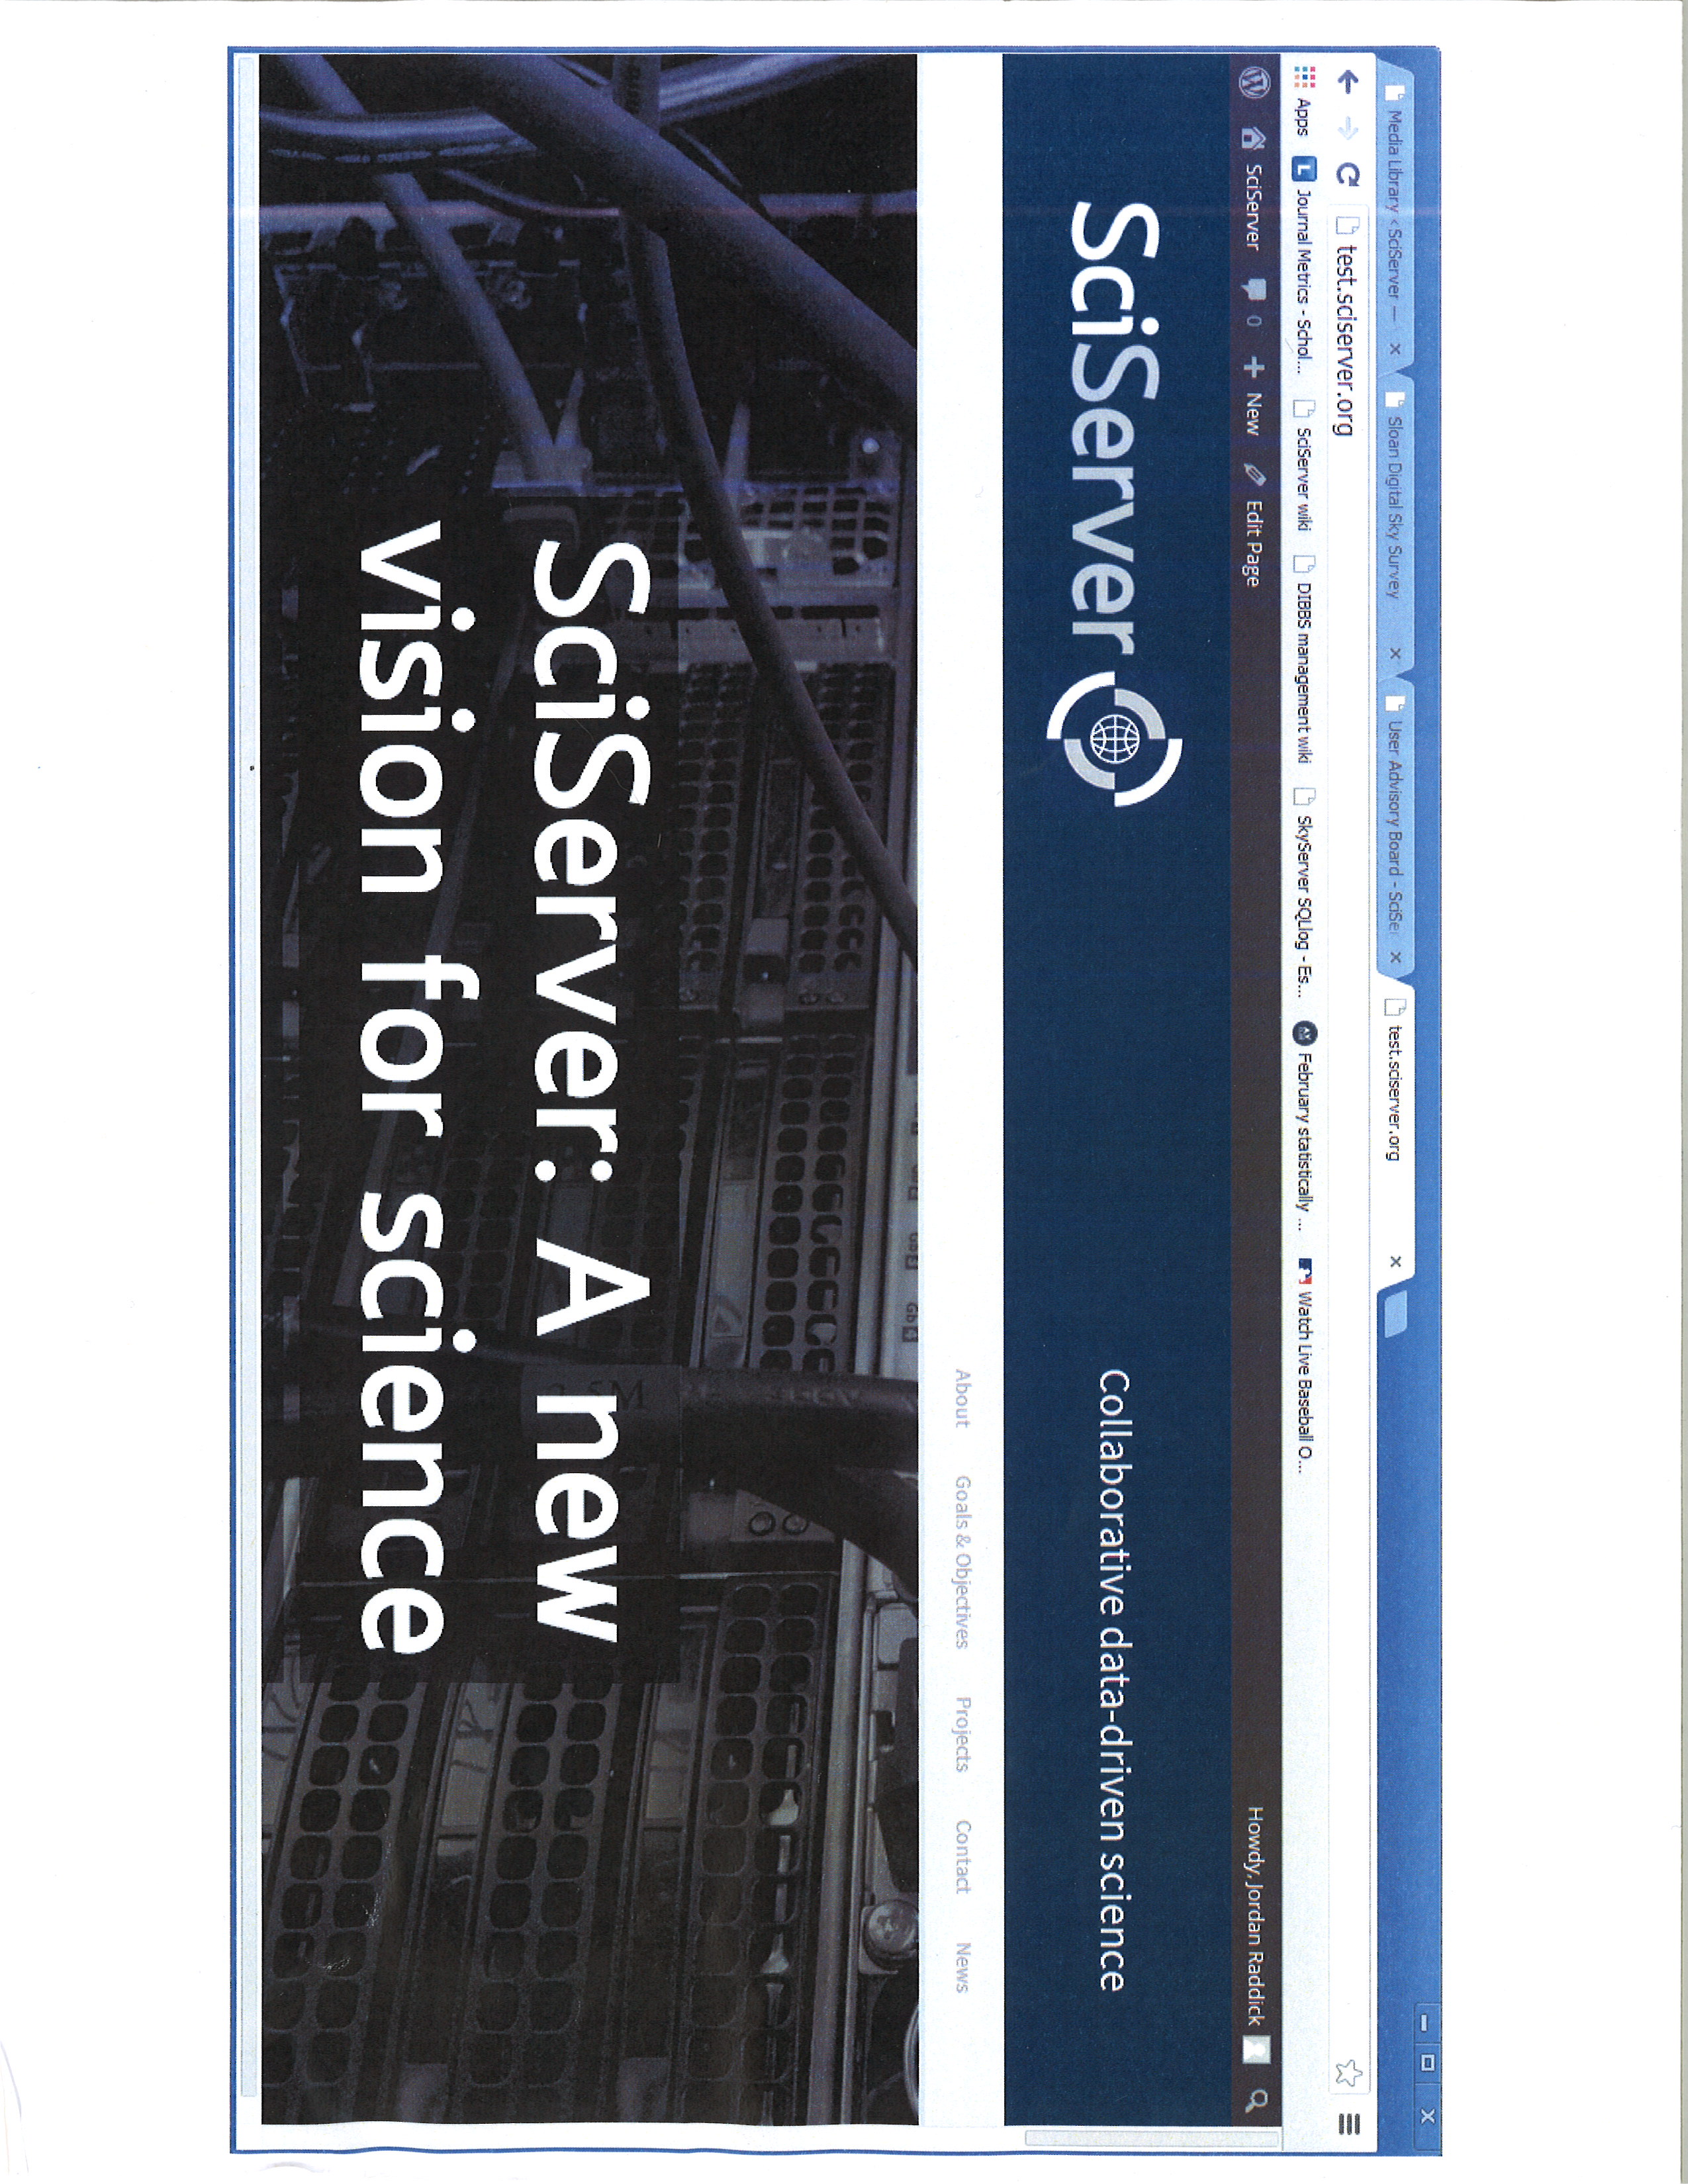 Media Library ‹ SciServer —
Sloan Digital Sky Survey
User Advisory Board - SciSer
test.sciserver.org
test.sciserver.org
Apps
Journal Metrics - Schol...
SciServer wiki
DIBBS management wiki
SkyServer SQLlog - Es...
February statistically ...
Watch Live Baseball O...
SciServer
0
New
Edit Page
Howdy, Jordan Raddick
SciServer
Collaborative data-driven science
About
Goals & Objectives
Projects
Contact
News
SciServer: A new
vision for science